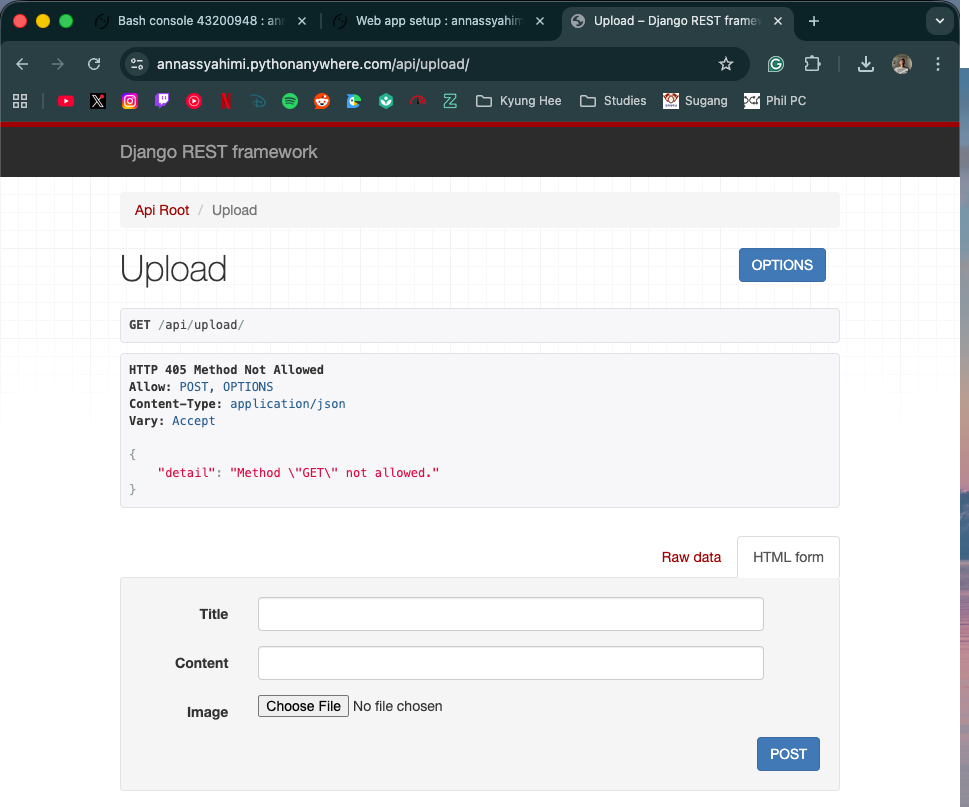 Bash console 43200948 : ann
Web app setup : annassyahim
Upload – Django REST frame
annassyahimi.pythonanywhere.com/api/upload/
Kyung Hee
Studies
Sugang
Phil PC
Django REST framework
Api Root / Upload
Upload
OPTIONS
GET /api/upload/
HTTP 405 Method Not Allowed
Allow: POST, OPTIONS
Content-Type: application/json
Vary: Accept
{
"detail": "Method \"GET\" not allowed."
}
Raw data
HTML form
Title
Content
Image
Choose File No file chosen
POST